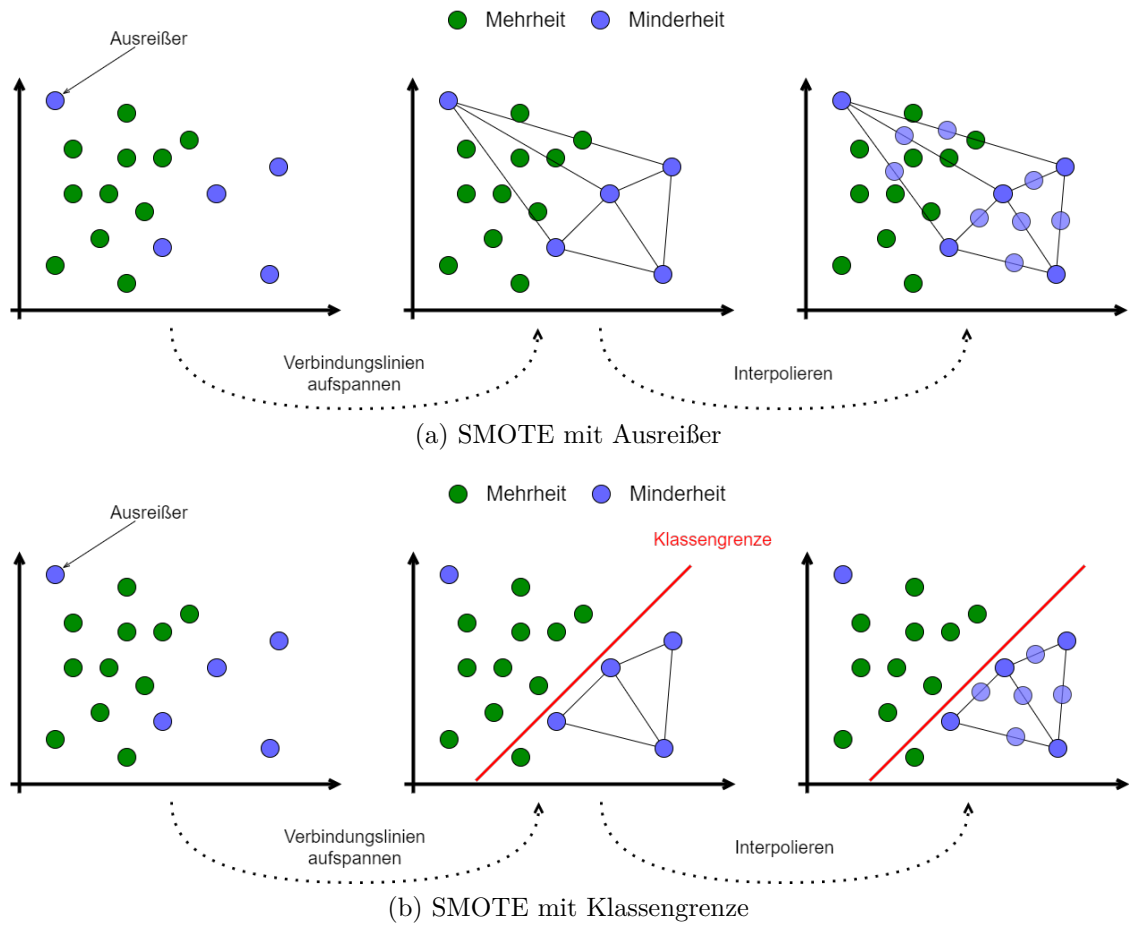 Mehrheit Minderheit
Ausreißer
Verbindungslinien
aufspannen
Interpolieren
(a) SMOTE mit Ausreißer
Mehrheit Minderheit
Ausreißer
Klassengrenze
Verbindungslinien
aufspannen
Interpolieren
(b) SMOTE mit Klassengrenze